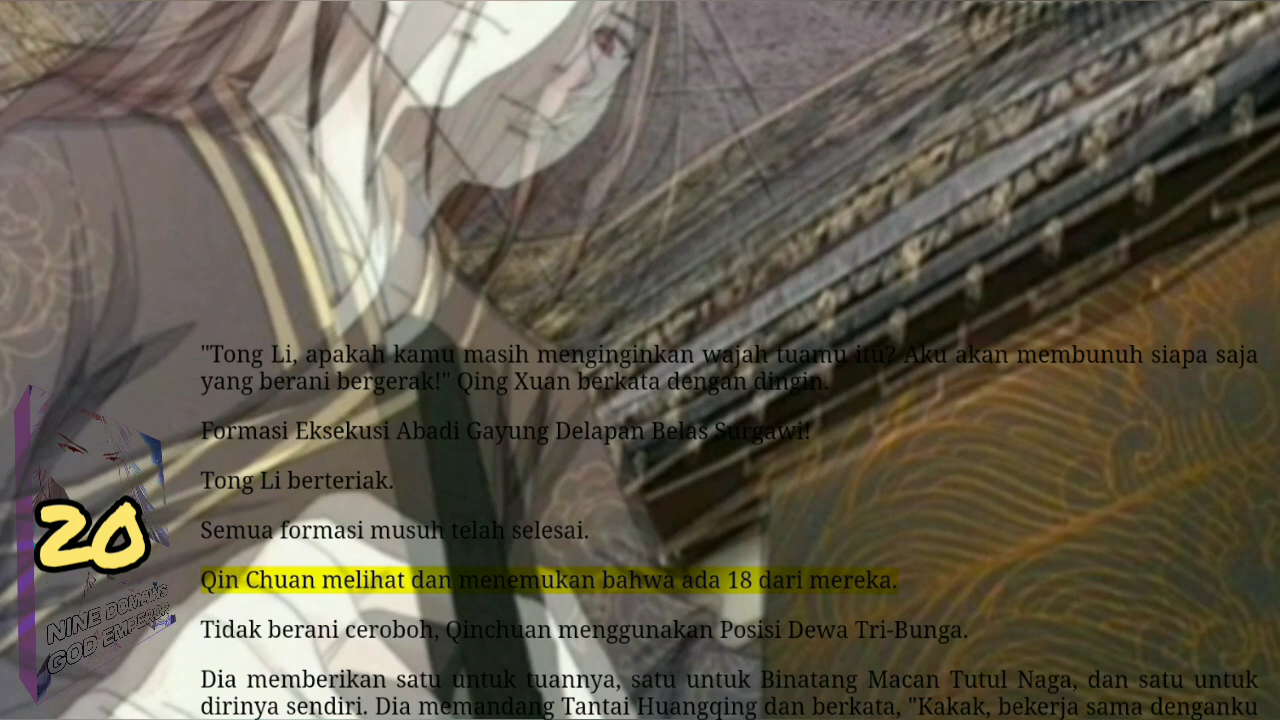 "Tong Li, apakah kamu masih menginginkan wajah tuamu itu? Aku akan membunuh siapa saja
yang berani bergerak!" Qing Xuan berkata dengan dingin.
Formasi Eksekusi Abadi Gayung Delapan Belas Surgawi!
Tong Li berteriak.
Semua formasi musuh telah selesai.
Qin Chuan melihat dan menemukan bahwa ada 18 dari mereka.
Tidak berani ceroboh, Qinchuan menggunakan Posisi Dewa Tri-Bunga.
Dia memberikan satu untuk tuannya, satu untuk Binatang Macan Tutul Naga, dan satu untuk
dirinya sendiri. Dia memandang Tantai Huangqing dan berkata, "Kakak, bekerja sama denganku
20
NINE DOMAINS
GOD EMPEROR